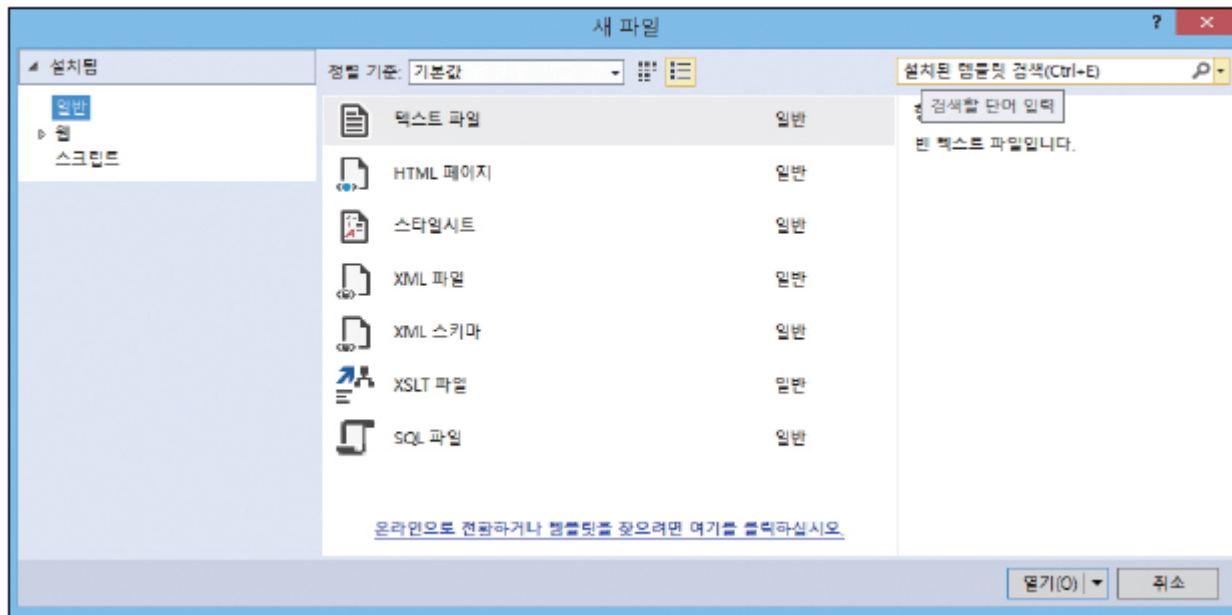 새 파일
?
설치됨
정렬 기준: 기본값
설치된 템플릿 검색(Ctrl+E)
일반
웹
스크립트
텍스트 파일 일반
HTML 페이지 일반
스타일시트 일반
XML 파일 일반
XML 스키마 일반
XSLT 파일 일반
SQL 파일 일반
검색할 단어 입력
빈 텍스트 파일입니다.
온라인으로 전환하거나 템플릿을 찾으려면 여기를 클릭하십시오.
열기(O)
취소